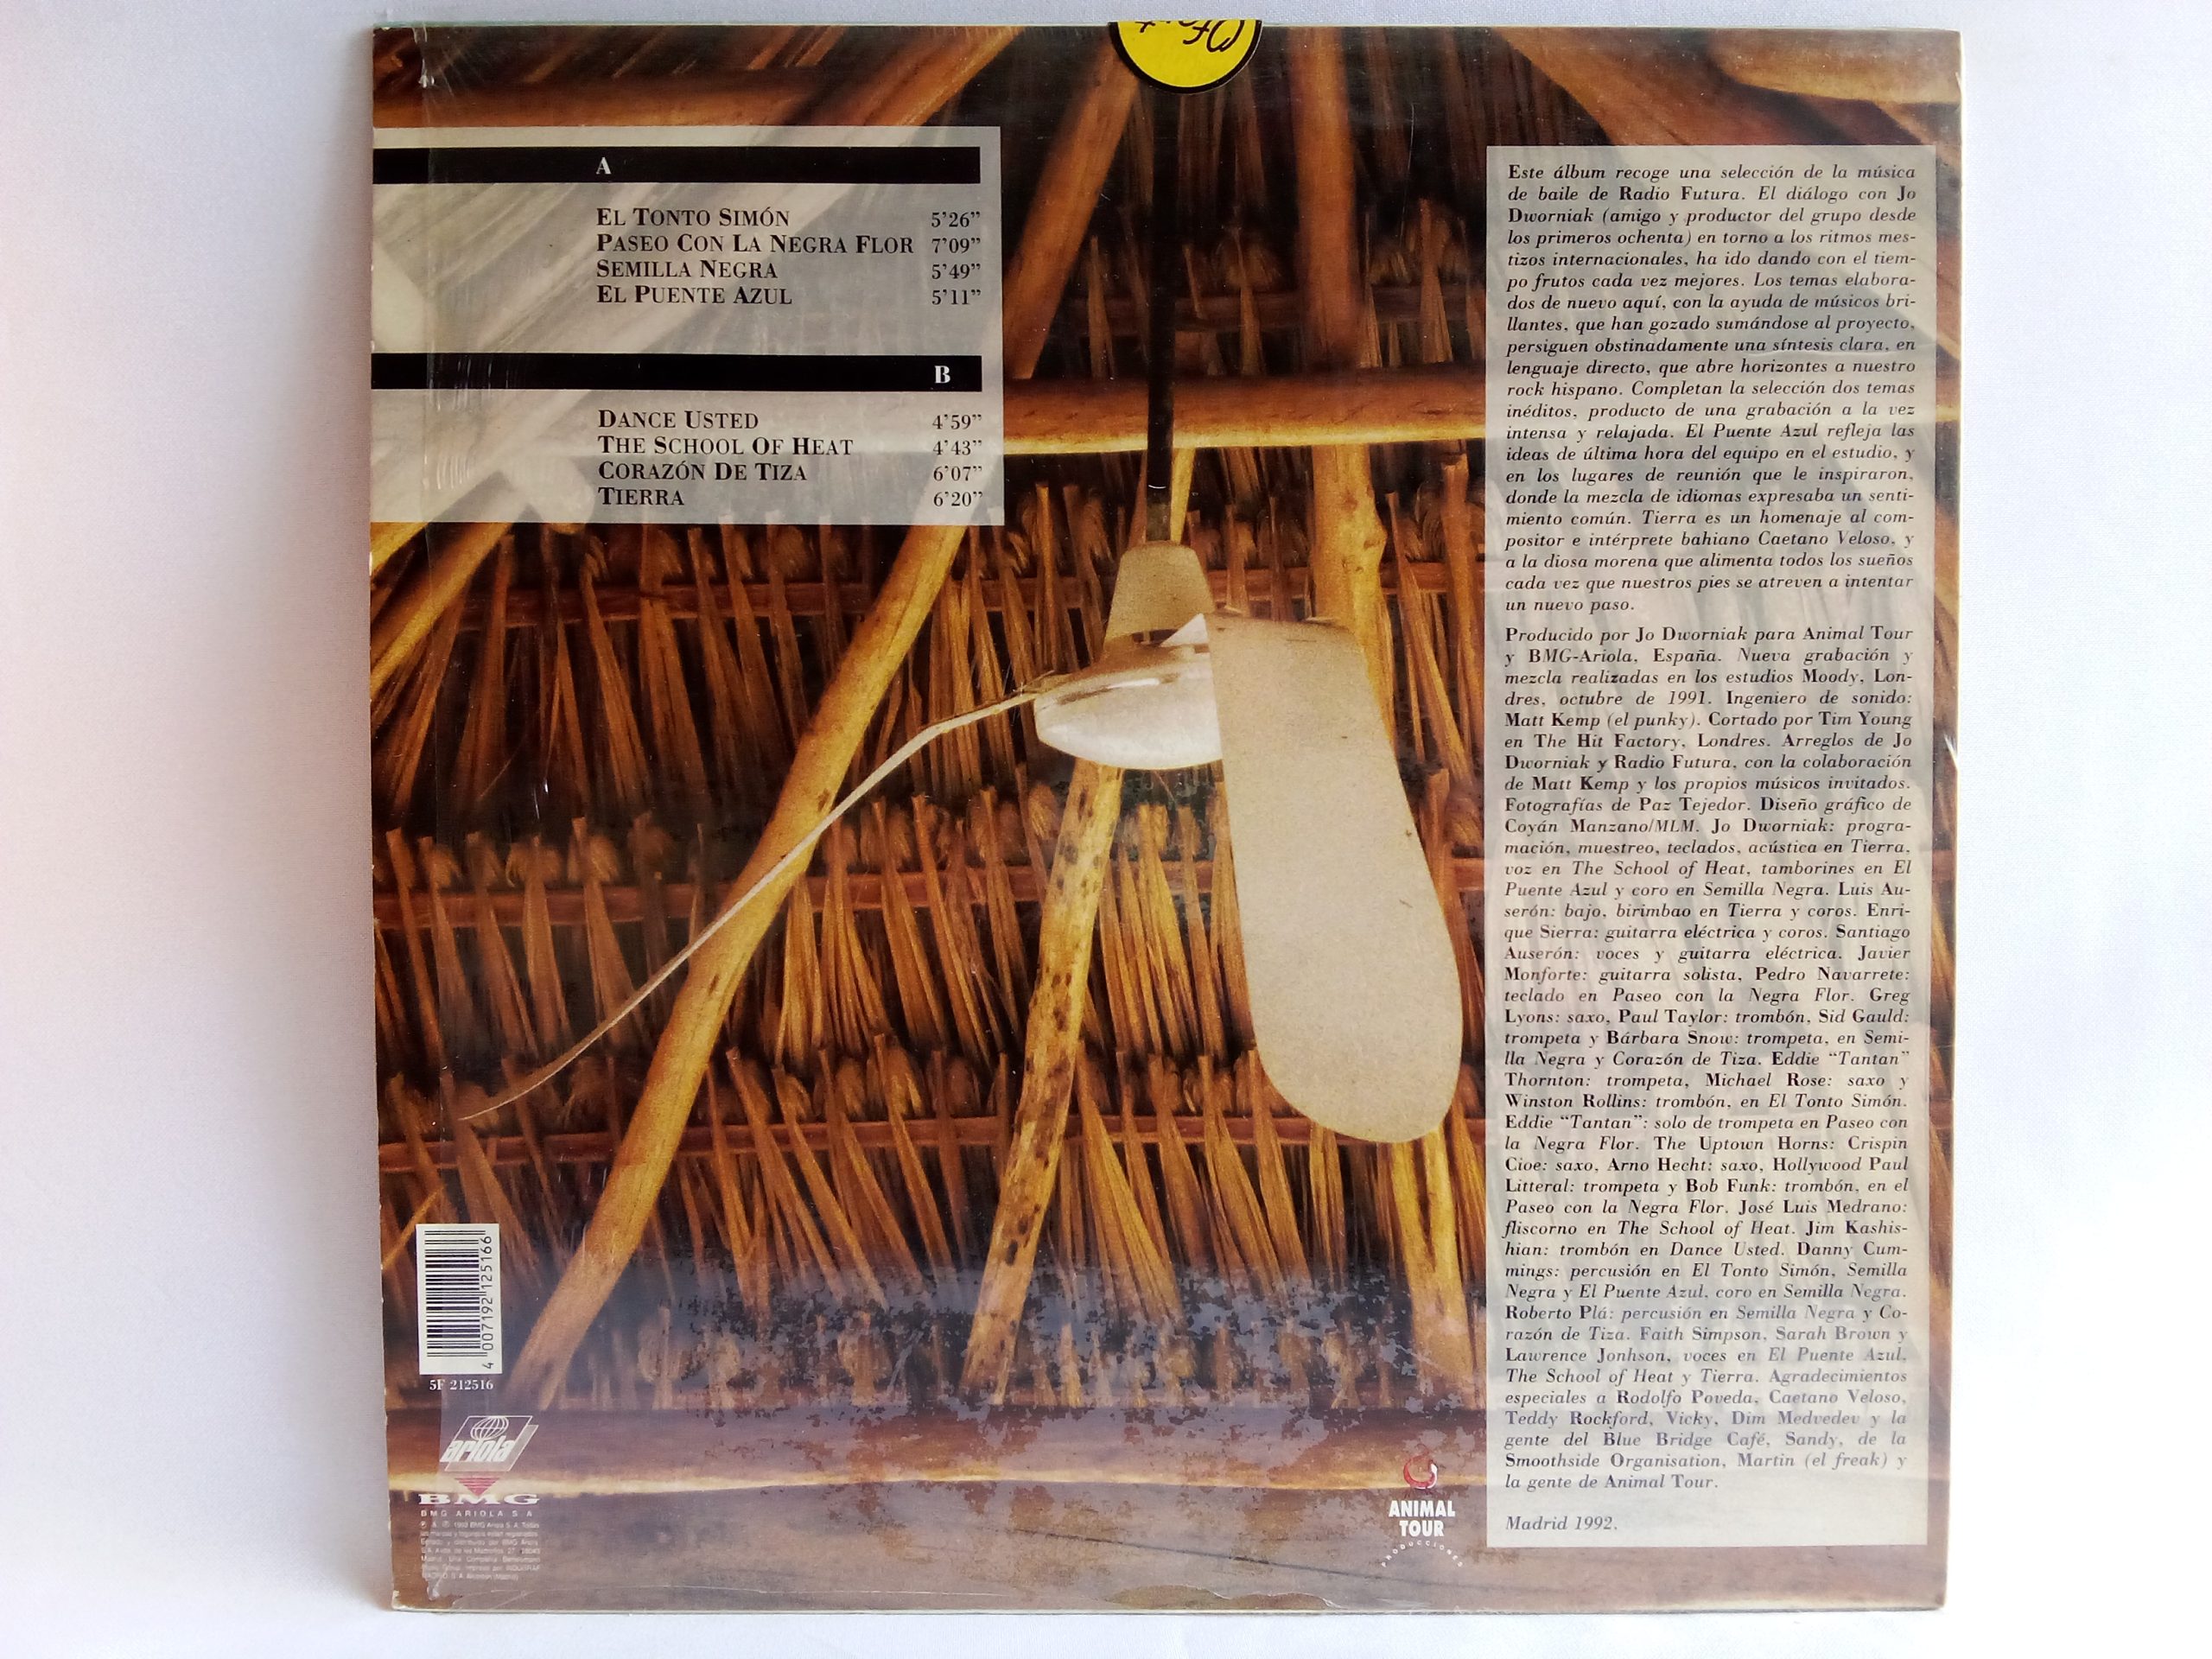 A
EL TONTO SIMÓN 5'26"
PASEO CON LA NEGRA FLOR 7'09"
SEMILLA NEGRA 5'49"
EL PUENTE AZUL 5'11"
B
DANCE USTED 4'59"
THE SCHOOL OF HEAT 4'43"
CORAZÓN DE TIZA 6'07"
TIERRA 6'20"
Este álbum recoge una selección de la música
de baile de Radio Futura. El diálogo con Jo
Dworniak (amigo y productor del grupo desde
los primeros ochenta) en torno a los ritmos mes-
tizos internacionales, ha ido dando con el tiem-
po frutos cada vez mejores. Los temas elabora-
dos de nuevo aquí, con la ayuda de músicos bri-
llantes, que han gozado sumándose al proyecto,
persiguen obstinadamente una síntesis clara, en
lenguaje directo, que abre horizontes a nuestro
rock hispano. Completan la selección dos temas
inéditos, producto de una grabación a la vez
intensa y relajada. El Puente Azul refleja las
ideas de última hora del equipo en el estudio, y
en los lugares de reunión que le inspiraron,
donde la mezcla de idiomas expresaba un senti-
miento común. Tierra es un homenaje al com-
positor e intérprete bahiano Caetano Veloso, y
a la diosa morena que alimenta todos los sueños
cada vez que nuestros pies se atreven a intentar
un nuevo paso.
Producido por Jo Dworniak para Animal Tour
y BMG-Ariola, España. Nueva grabación y
mezcla realizadas en los estudios Moody, Lon-
dres, octubre de 1991. Ingeniero de sonido:
Matt Kemp (el punky). Cortado por Tim Young
en The Hit Factory, Londres. Arreglos de Jo
Dworniak y Radio Futura, con la colaboración
de Matt Kemp y los propios músicos invitados.
Fotografías de Paz Tejedor. Diseño gráfico de
Coyán Manzano/MLM. Jo Dworniak: progra-
mación, muestreo, teclados, acústica en Tierra,
voz en The School of Heat, tamborines en El
Puente Azul y coro en Semilla Negra. Luis Au-
serón: bajo, birimbao en Tierra y coros. Enri-
que Sierra: guitarra eléctrica y coros. Santiago
Auserón: voces y guitarra eléctrica. Javier
Monforte: guitarra solista, Pedro Navarrete:
teclado en Paseo con la Negra Flor. Greg
Lyons: saxo, Paul Taylor: trombón, Sid Gauld:
trompeta y Bárbara Snow: trompeta, en Semi-
lla Negra y Corazón de Tiza. Eddie "Tantan"
Thornton: trompeta, Michael Rose: saxo y
Winston Rollins: trombón, en El Tonto Simón.
Eddie "Tantan": solo de trompeta en Paseo con
la Negra Flor. The Uptown Horns: Crispin
Cioe: saxo, Arno Hecht: saxo, Hollywood Paul
Litteral: trompeta y Bob Funk: trombón, en el
Paseo con la Negra Flor. José Luis Medrano:
fliscorno en The School of Heat. Jim Kashis-
hian: trombón en Dance Usted. Danny Cum-
mings: percusión en El Tonto Simón, Semilla
Negra y El Puente Azul, coro en Semilla Negra.
Roberto Plá: percusión en Semilla Negra y Co-
razón de Tiza. Faith Simpson, Sarah Brown y
Lawrence Jonhson, voces en El Puente Azul,
The School of Heat y Tierra. Agradecimientos
especiales a Rodolfo Poveda, Caetano Veloso,
Teddy Rockford, Vicky, Dim Medvedev y la
gente del Blue Bridge Café, Sandy, de la
Smoothside Organisation, Martin (el freak) y
la gente de Animal Tour.
Madrid 1992.
4 007192 125166
5F 212516
ariola
BMG
BMG ARIOLA S.A.
ANIMAL
TOUR
PRODUCCIONES